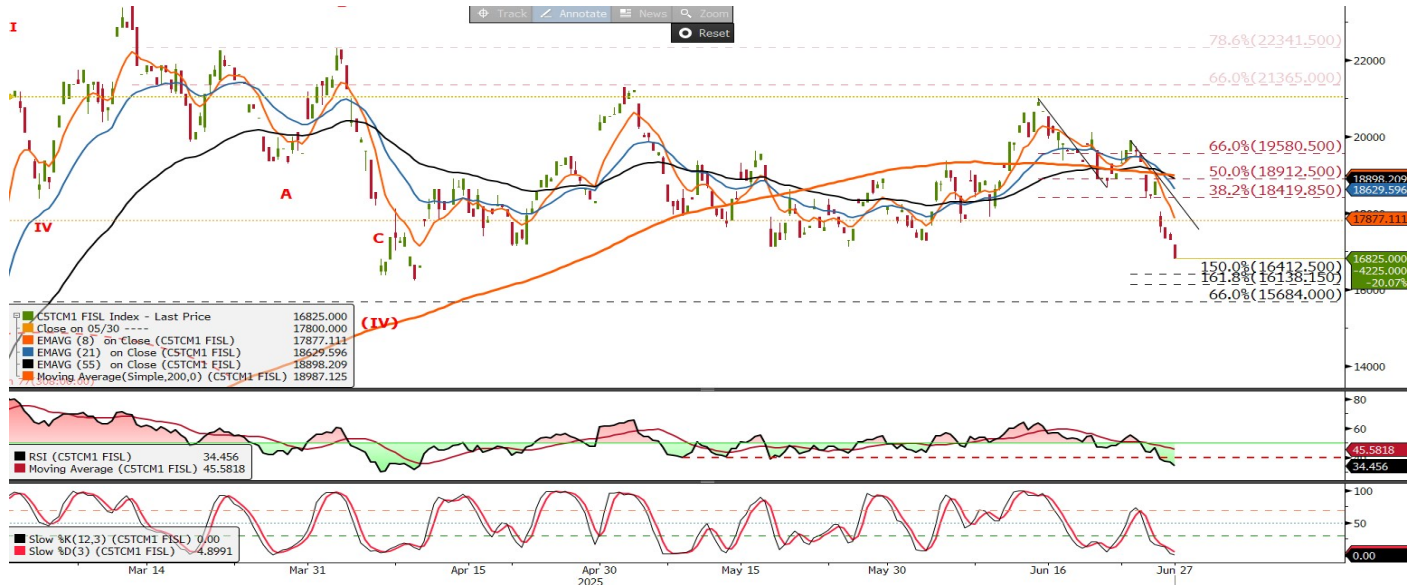 Track Annotate News Zoom
Reset
I
78.6%(22341.500)
22000
66.0%(21365.000)
20000
66.0%(19580.500)
50.0%(18912.500)
18898.209
38.2%(18419.850)
18629.596
A
IV
17877.111
C
16825.000
-4225.000
-20.07%
150.0%(16412.500)
161.8%(16138.150)
16000
66.0%(15684.000)
(IV)
C5TCM1 FISL Index - Last Price 16825.000
Close on 05/30 ---- 17800.000
EMAVG (8) on Close (C5TCM1 FISL) 17877.111
EMAVG (21) on Close (C5TCM1 FISL) 18629.596
EMAVG (55) on Close (C5TCM1 FISL) 18898.209
Moving Average(Simple,200,0) (C5TCM1 FISL) 18987.125
14000
80
60
45.5818
34.456
RSI (C5TCM1 FISL) 34.456
Moving Average (C5TCM1 FISL) 45.5818
100
50
0.00
Slow %K(12,3) (C5TCM1 FISL) 0.00
Slow %D(3) (C5TCM1 FISL) 4.8991
Mar 14 Mar 31 Apr 15 Apr 30 May 15 May 30 Jun 16 Jun 27
2025